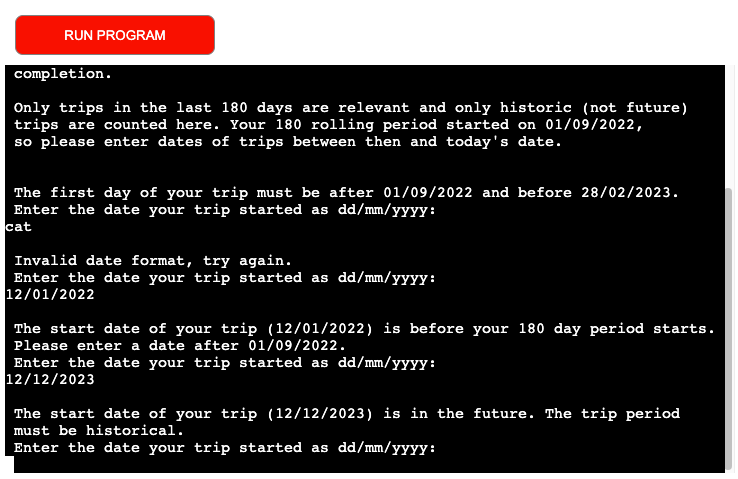 RUN PROGRAM
completion.
Only trips in the last 180 days are relevant and only historic (not future)
trips are counted here. Your 180 rolling period started on 01/09/2022,
so please enter dates of trips between then and today's date.
The first day of your trip must be after 01/09/2022 and before 28/02/2023.
Enter the date your trip started as dd/mm/yyyy:
cat
Invalid date format, try again.
Enter the date your trip started as dd/mm/yyyy:
12/01/2022
The start date of your trip (12/01/2022) is before your 180 day period starts.
Please enter a date after 01/09/2022.
Enter the date your trip started as dd/mm/yyyy:
12/12/2023
The start date of your trip (12/12/2023) is in the future. The trip period
must be historical.
Enter the date your trip started as dd/mm/yyyy: